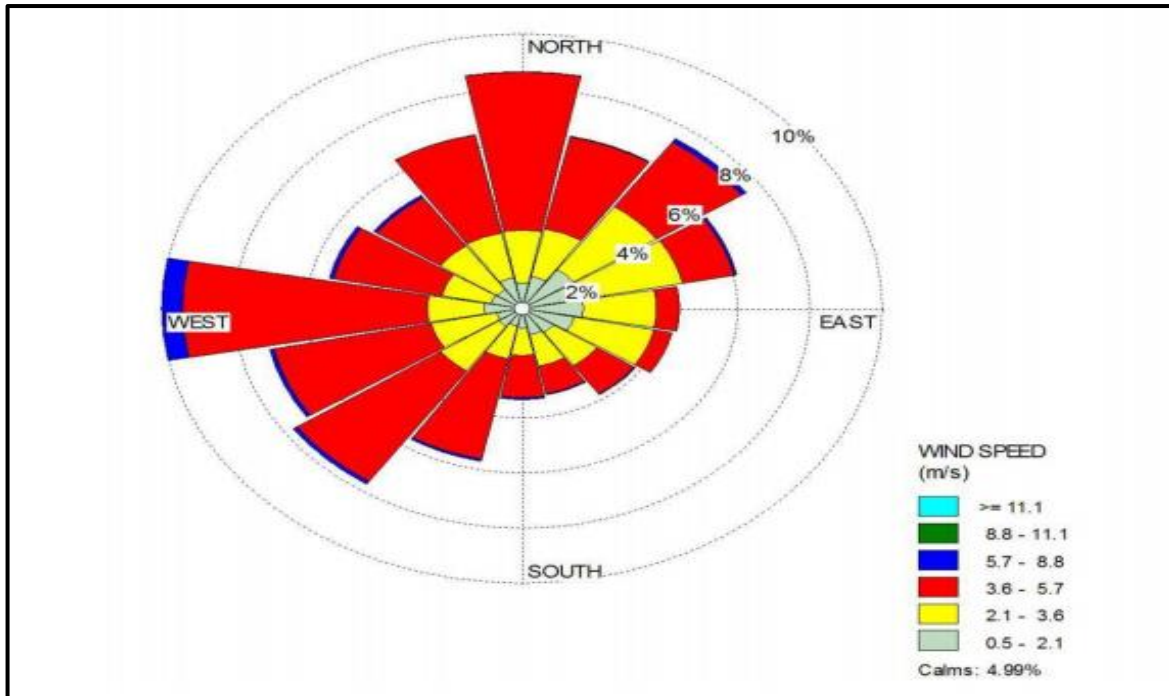 NORTH
10%
8%
6%
4%
2%
WEST
EAST
SOUTH
WIND SPEED
(m/s)
>= 11.1
8.8 - 11.1
5.7 - 8.8
3.6 - 5.7
2.1 - 3.6
0.5 - 2.1
Calms: 4.99%